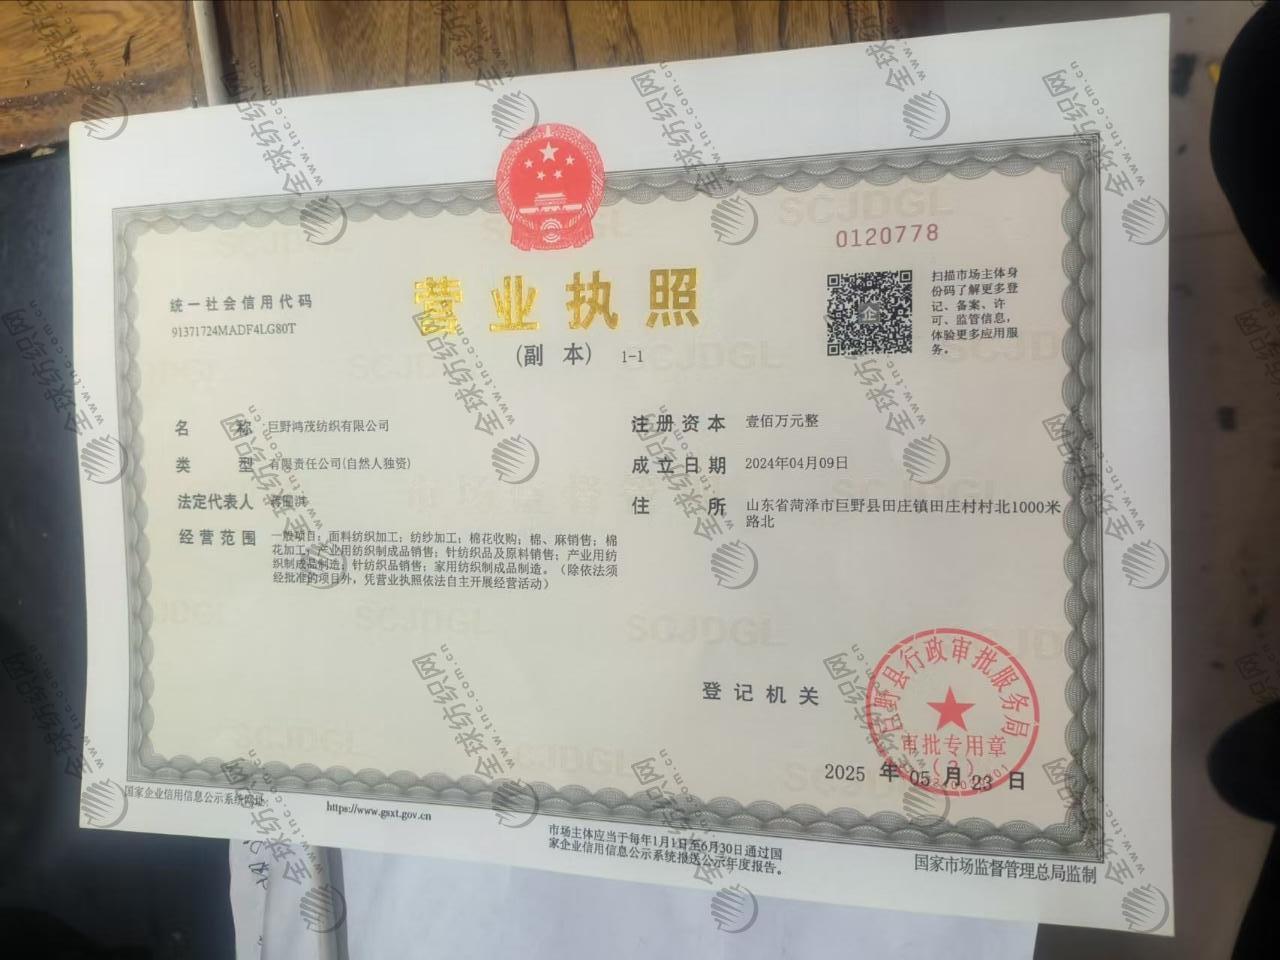 0120778
统一社会信用代码
91371724MADF4LG80T
营业执照
(副 本) 1-1
扫描市场主体身
份码了解更多登
记、备案、许
可、监管信息，
体验更多应用服
务。
名 称 巨野鸿茂纺织有限公司
类 型 有限责任公司(自然人独资)
法定代表人
经营范围 一般项目：面料纺织加工；纺纱加工；棉花收购；棉、麻销售；棉
花加工；产业用纺织制成品销售；针纺织品及原料销售；产业用纺
织制成品制造；针纺织品销售；家用纺织制成品制造。（除依法须
经批准的项目外，凭营业执照依法自主开展经营活动）
注册资本 壹佰万元整
成立日期 2024年04月09日
住 所 山东省菏泽市巨野县田庄镇田庄村村北1000米
路北
登记机关
巨野县行政审批服务局
审批专用章
(2)
2025 年 05 月 23 日
国家企业信用信息公示系统网址
https://www.gsxt.gov.cn
市场主体应当于每年1月1日至6月30日通过国
家企业信用信息公示系统报送公示年度报告。
国家市场监督管理总局监制
全球纺织网
www.tnc.com.cn